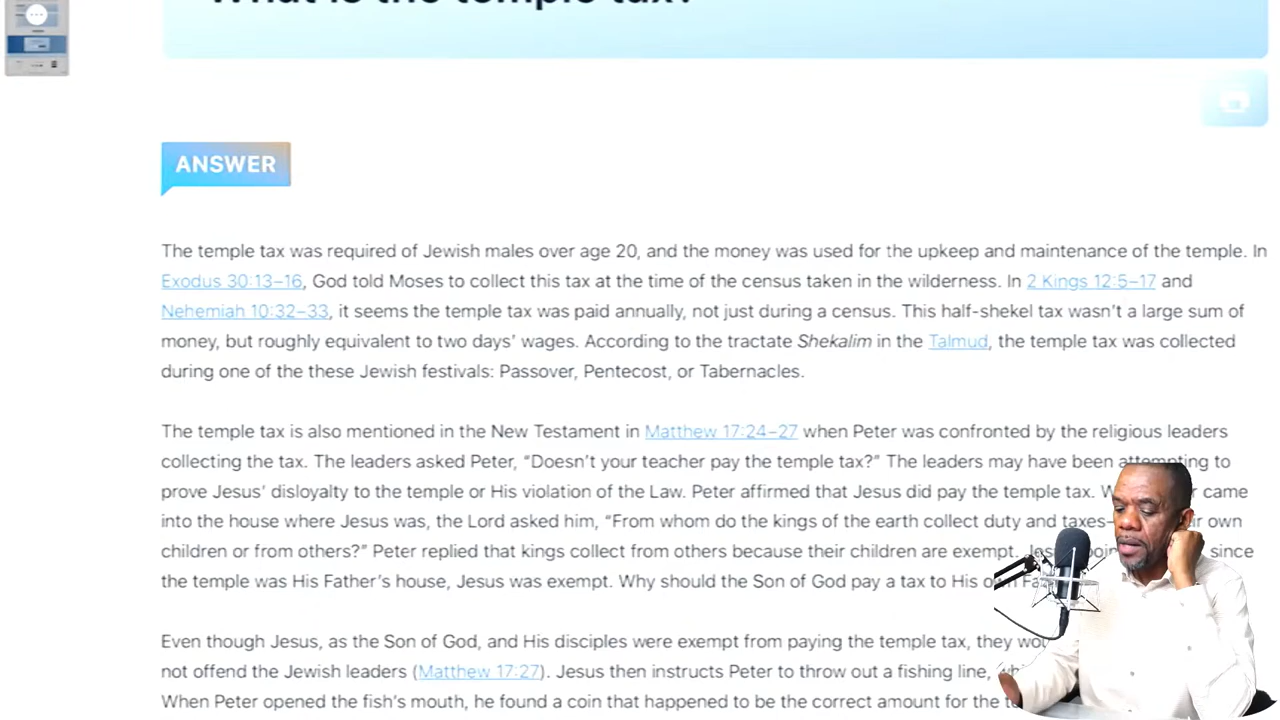 What is the temple tax?
ANSWER
The temple tax was required of Jewish males over age 20, and the money was used for the upkeep and maintenance of the temple. In
Exodus 30:13–16, God told Moses to collect this tax at the time of the census taken in the wilderness. In 2 Kings 12:5–17 and
Nehemiah 10:32–33, it seems the temple tax was paid annually, not just during a census. This half-shekel tax wasn't a large sum of
money, but roughly equivalent to two days' wages. According to the tractate Shekalim in the Talmud, the temple tax was collected
during one of the these Jewish festivals: Passover, Pentecost, or Tabernacles.
The temple tax is also mentioned in the New Testament in Matthew 17:24–27 when Peter was confronted by the religious leaders
collecting the tax. The leaders asked Peter, “Doesn't your teacher pay the temple tax?” The leaders may have been attempting to
prove Jesus' disloyalty to the temple or His violation of the Law. Peter affirmed that Jesus did pay the temple tax. came
into the house where Jesus was, the Lord asked him, “From whom do the kings of the earth collect duty and taxes– own
children or from others?” Peter replied that kings collect from others because their children are exempt. since
the temple was His Father's house, Jesus was exempt. Why should the Son of God pay a tax to His own
Even though Jesus, as the Son of God, and His disciples were exempt from paying the temple tax, they
not offend the Jewish leaders (Matthew 17:27). Jesus then instructs Peter to throw out a fishing line,
When Peter opened the fish's mouth, he found a coin that happened to be the correct amount for the